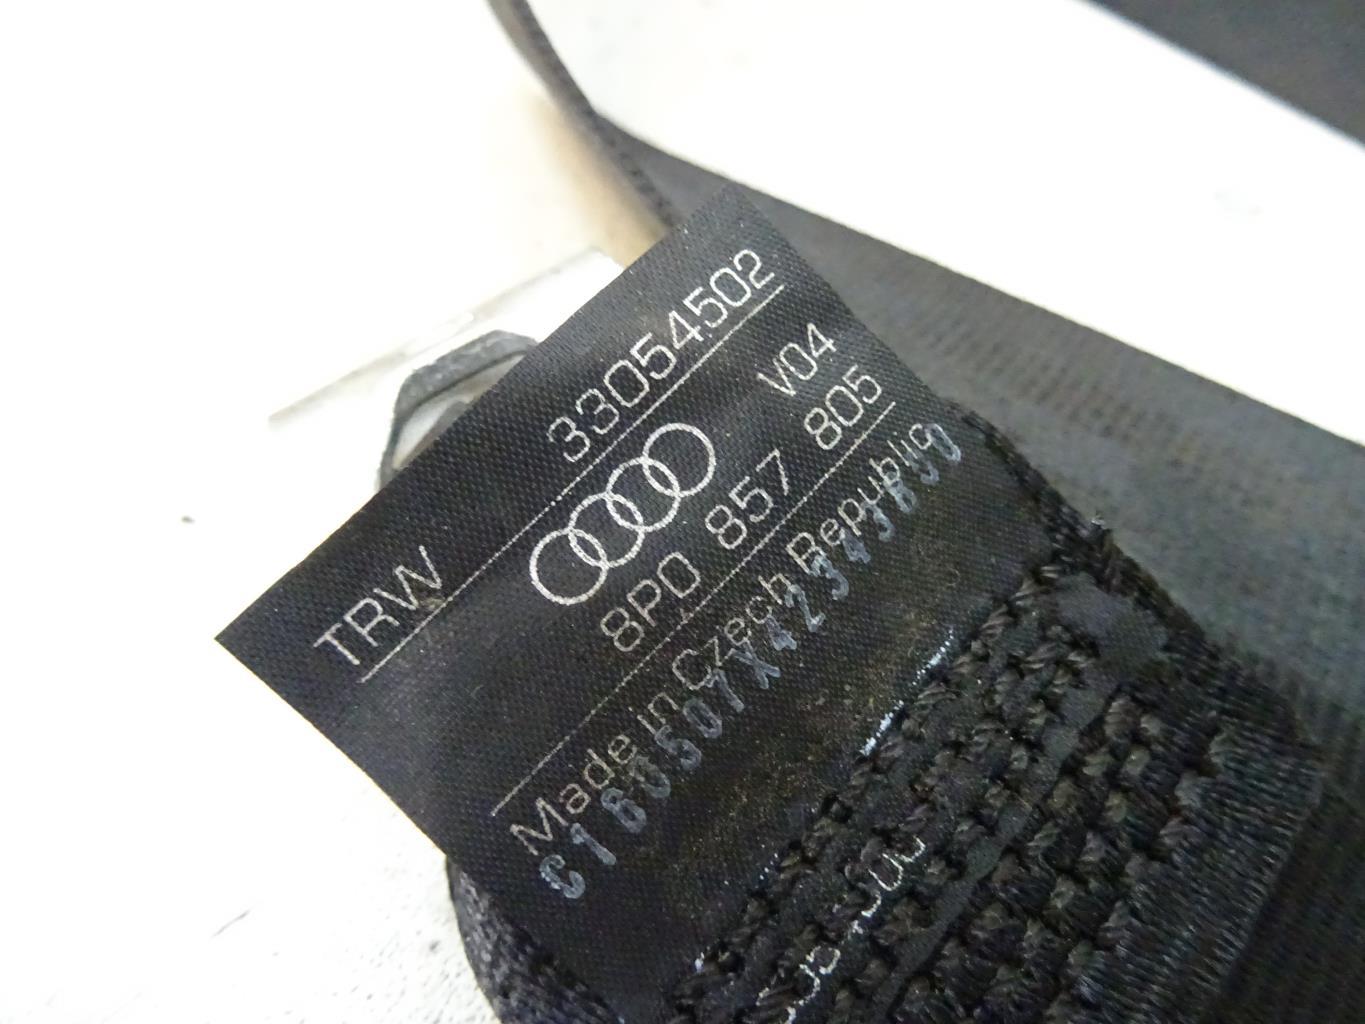 TRW 33054502
V04
8P0 857 805
Made in Czech Republic